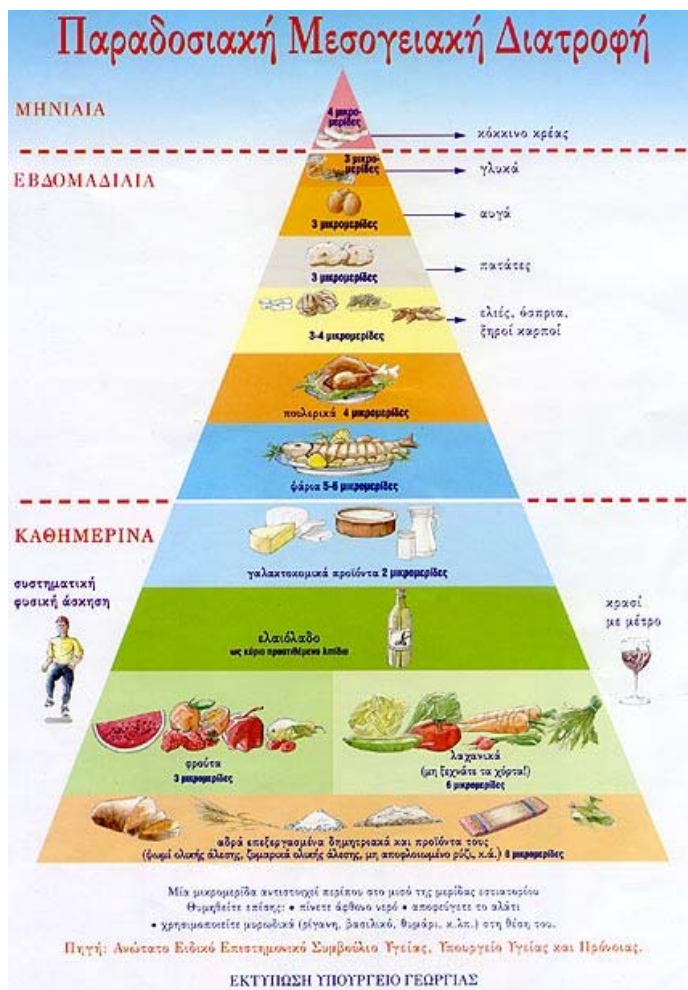 Παραδοσιακή Μεσογειακή Διατροφή
ΜΗΝΙΑΙΑ
4 μικρο-
μερίδες
κόκκινο κρέας
ΕΒΔΟΜΑΔΙΑΙΑ
3 μικρο-
μερίδες
γλυκά
3 μικρομερίδες
αυγά
3 μικρομερίδες
πατάτες
3-4 μικρομερίδες
ελιές, όσπρια,
ξηροί καρποί
πουλερικά 4 μικρομερίδες
ψάρια 5-6 μικρομερίδες
ΚΑΘΗΜΕΡΙΝΑ
γαλακτοκομικά προϊόντα 2 μικρομερίδες
συστηματική
φυσική άσκηση
ελαιόλαδο
ως κύριο προστιθέμενο λιπίδιο
κρασί
με μέτρο
φρούτα
3 μικρομερίδες
λαχανικά
(μη ξεχνάτε τα χόρτα!)
6 μικρομερίδες
αδρά επεξεργασμένα δημητριακά και προϊόντα τους
(ψωμί ολικής άλεσης, ζυμαρικά ολικής άλεσης, μη αποφλοιωμένο ρύζι, κ.ά.) 8 μικρομερίδες
Μία μικρομερίδα αντιστοιχεί περίπου στο μισό της μερίδας εστιατορίου
Θυμηθείτε επίσης: • πίνετε άφθονο νερό • αποφεύγετε το αλάτι
• χρησιμοποιείτε μυρωδικά (ρίγανη, βασιλικό, θυμάρι, κ.λπ.) στη θέση του.
Πηγή: Ανώτατο Ειδικό Επιστημονικό Συμβούλιο Υγείας, Υπουργείο Υγείας και Πρόνοιας.
ΕΚΤΥΠΩΣΗ ΥΠΟΥΡΓΕΙΟ ΓΕΩΡΓΙΑΣ